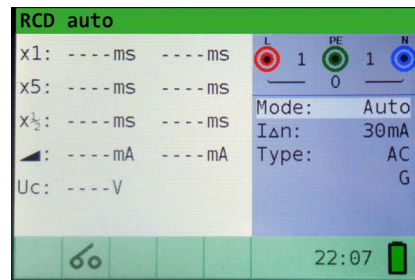 RCD auto
x1: ----ms ----ms
x5: ----ms ----ms
x½: ----ms ----ms
◢: ----mA ----mA
Uc: ----V
L PE N
1 1
0
Mode: Auto
IΔn: 30mA
Type: AC
G
22:07